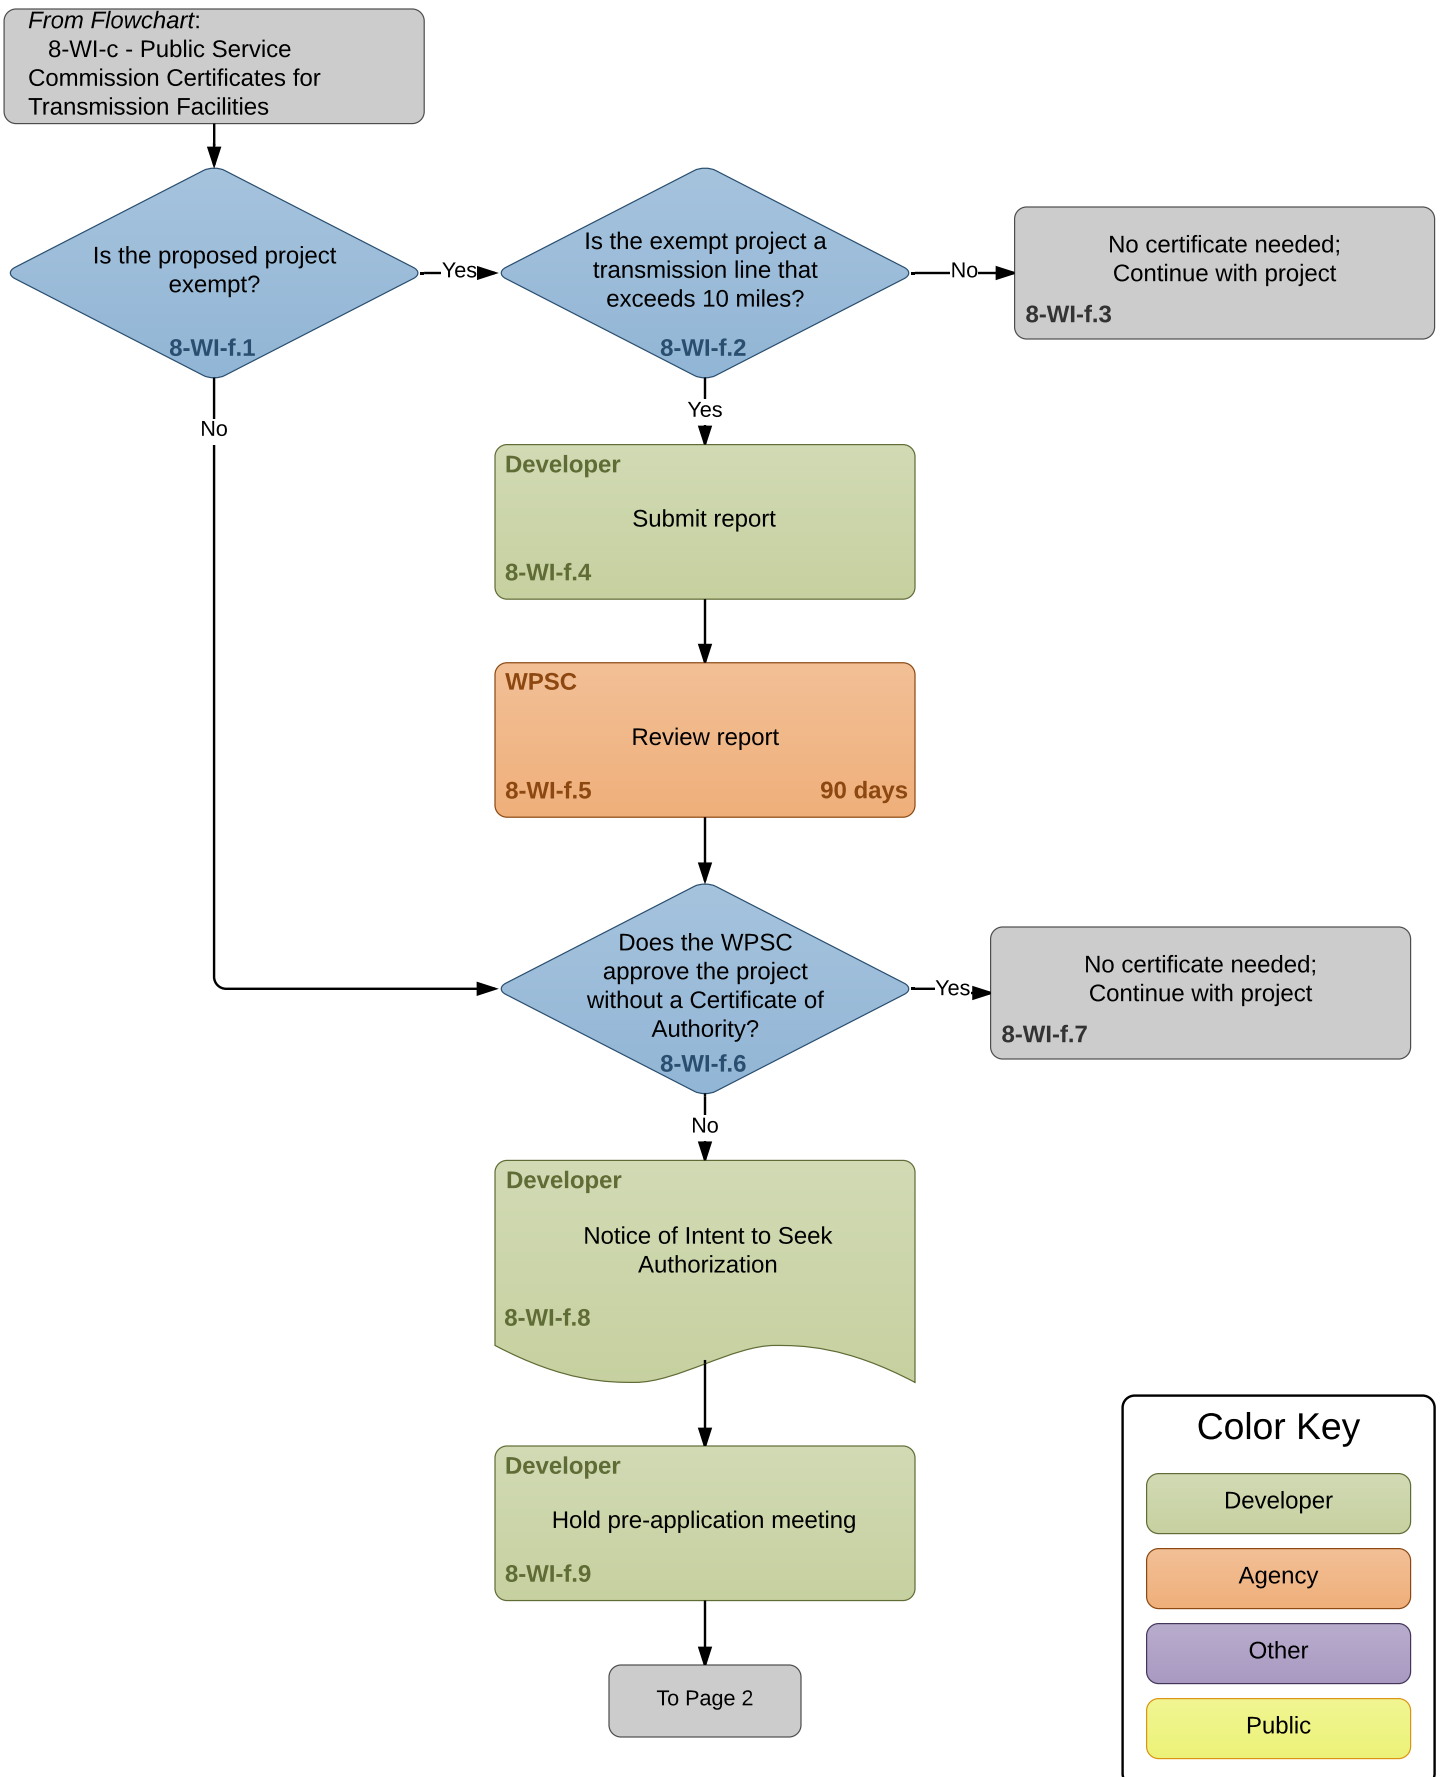 From Flowchart:
8-WI-c - Public Service
Commission Certificates for
Transmission Facilities
Is the proposed project
exempt?
8-WI-f.1
Yes
Is the exempt project a
transmission line that
exceeds 10 miles?
8-WI-f.2
No
No certificate needed;
Continue with project
8-WI-f.3
No
Yes
Developer
Submit report
8-WI-f.4
WPSC
Review report
8-WI-f.5
90 days
Does the WPSC
approve the project
without a Certificate of
Authority?
8-WI-f.6
Yes
No certificate needed;
Continue with project
8-WI-f.7
No
Developer
Notice of Intent to Seek
Authorization
8-WI-f.8
Developer
Hold pre-application meeting
8-WI-f.9
To Page 2
Color Key
Developer
Agency
Other
Public